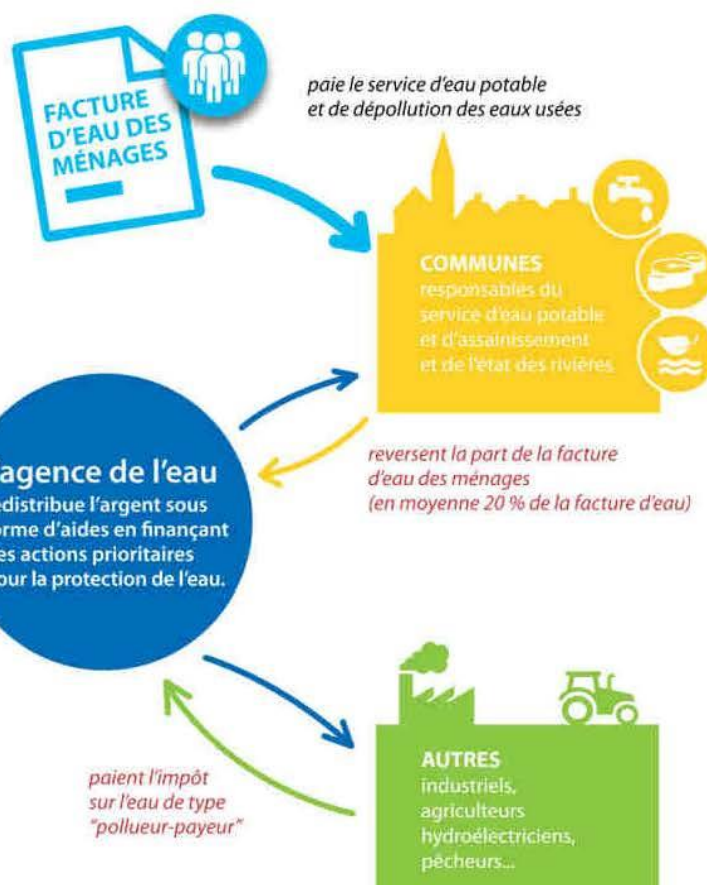 FACTURE
D'EAU DES
MÉNAGES
paie le service d'eau potable
et de dépollution des eaux usées
COMMUNES
responsables du
service d'eau potable
et d'assainissement
et de l'état des rivières
agence de l'eau
edistribue l'argent sous
orme d'aides en finançant
es actions prioritaires
our la protection de l'eau.
reversent la part de la facture
d'eau des ménages
(en moyenne 20 % de la facture d'eau)
paient l'impôt
sur l'eau de type
"pollueur-payeur"
AUTRES
industriels,
agriculteurs
hydroélectriciens,
pêcheurs...